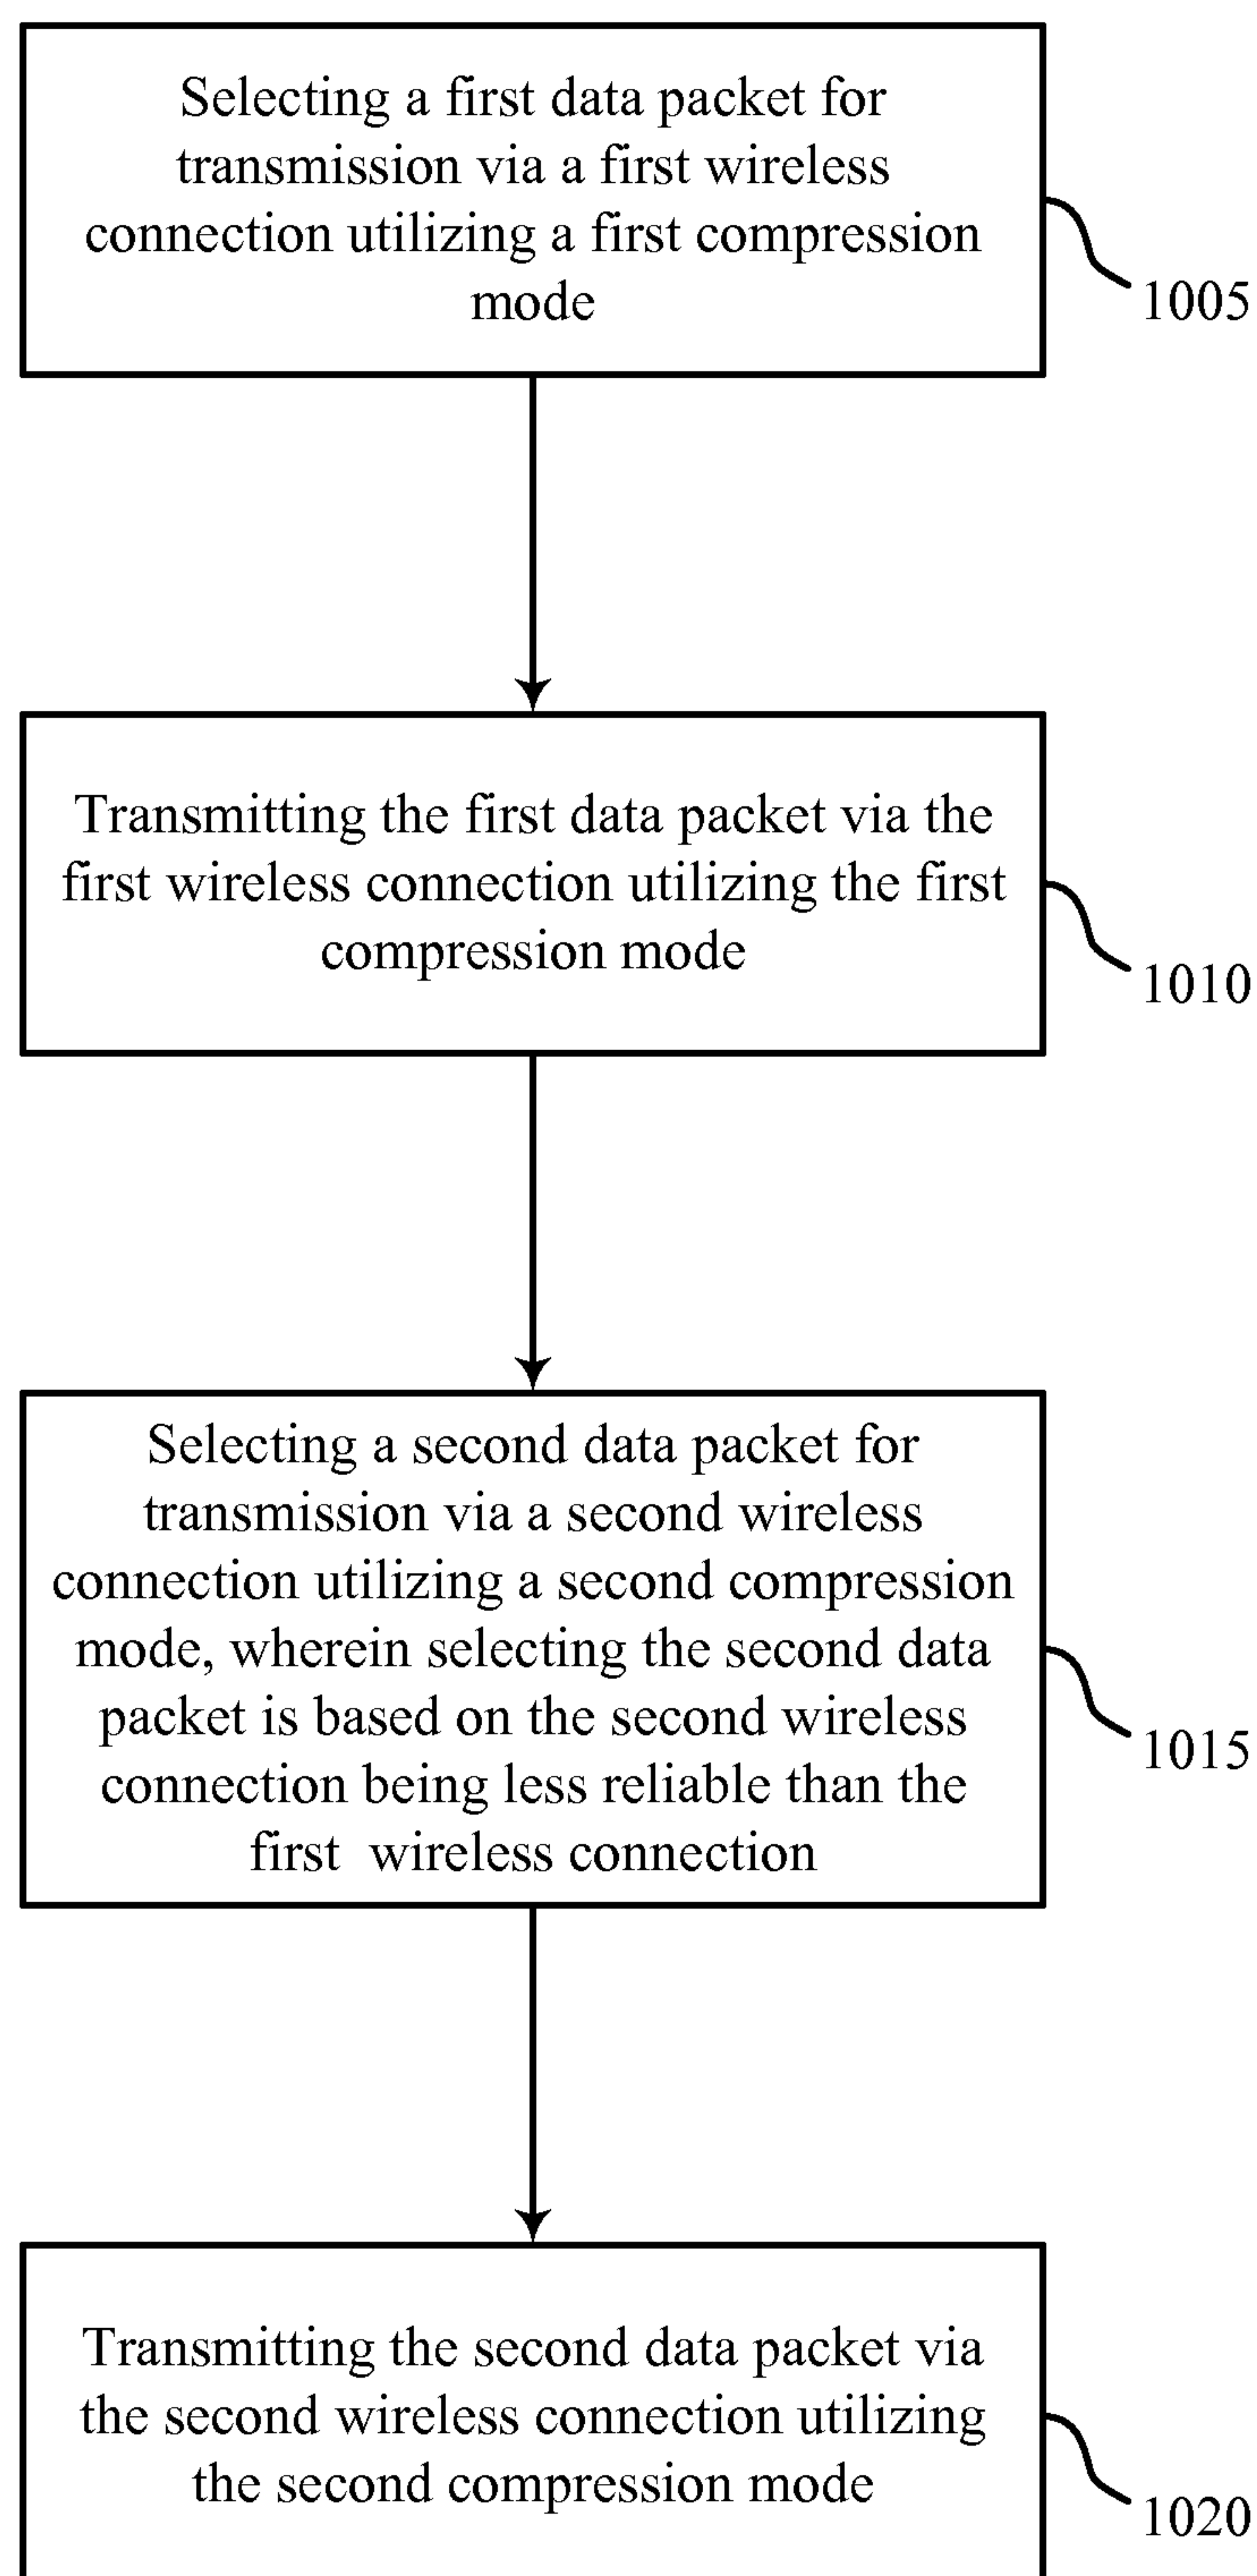 Selecting a first data packet for
transmission via a first wireless
connection utilizing a first compression
mode
1005
Transmitting the first data packet via the
first wireless connection utilizing the first
compression mode
1010
Selecting a second data packet for
transmission via a second wireless
connection utilizing a second compression
mode, wherein selecting the second data
packet is based on the second wireless
connection being less reliable than the
first  wireless connection
1015
Transmitting the second data packet via
the second wireless connection utilizing
the second compression mode
1020